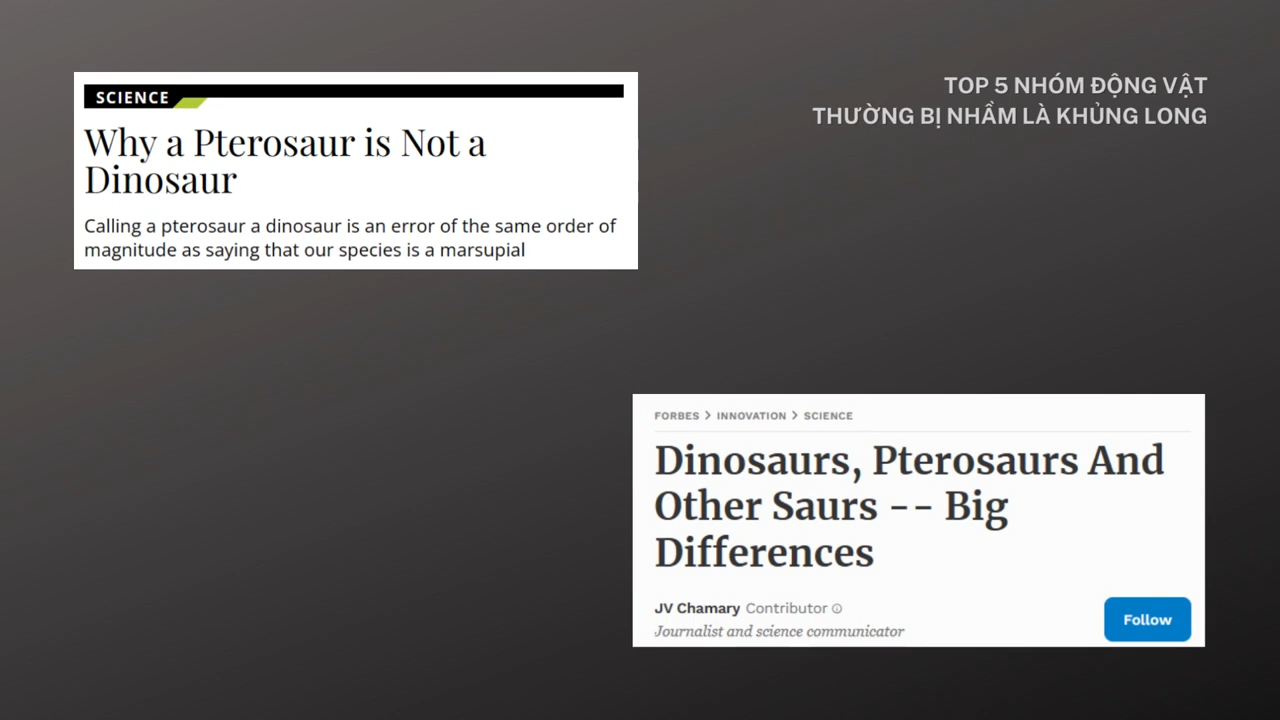 SCIENCE
Why a Pterosaur is Not a
Dinosaur
Calling a pterosaur a dinosaur is an error of the same order of
magnitude as saying that our species is a marsupial
TOP 5 NHÓM ĐỘNG VẬT
THƯỜNG BỊ NHẦM LÀ KHỦNG LONG
FORBES > INNOVATION > SCIENCE
Dinosaurs, Pterosaurs And
Other Saurs -- Big
Differences
JV Chamary Contributor
Journalist and science communicator
Follow